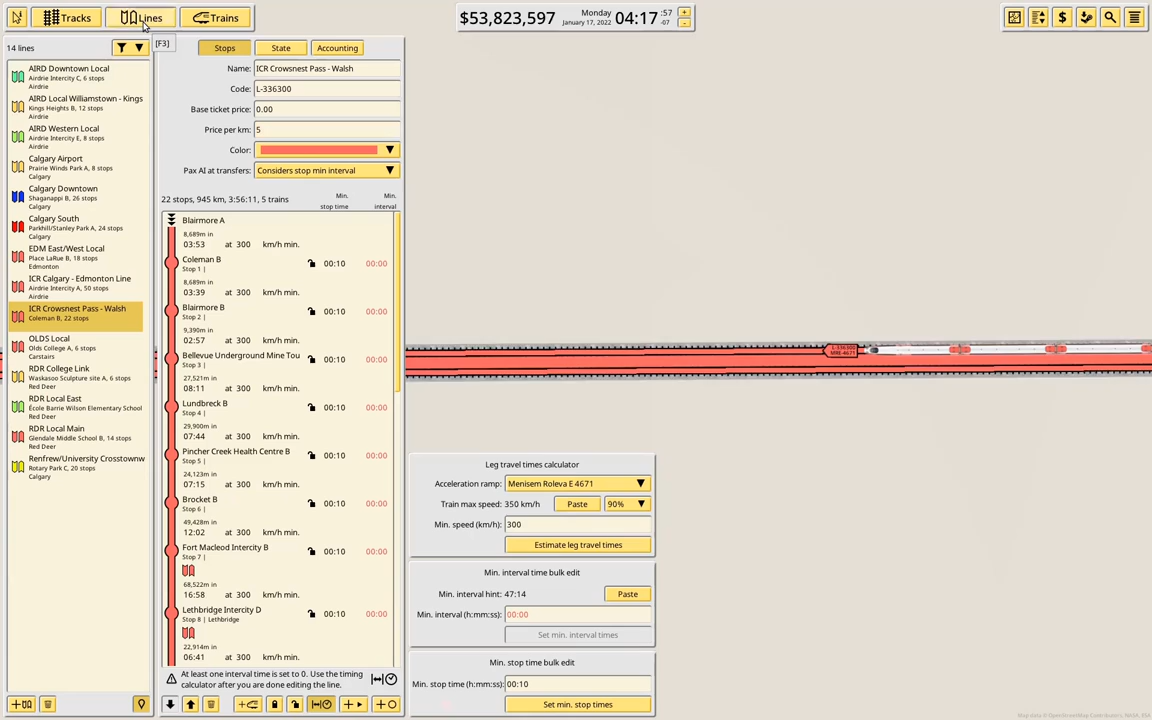 Tracks
Lines
Trains
$53,823,597
Monday
January 17, 2022
04:17
:57
-07
+
-
$
[F3]
14 lines
AIRD Downtown Local
Airdrie Intercity C, 6 stops
Airdrie
AIRD Local Williamstown - Kings
Kings Heights B, 12 stops
Airdrie
AIRD Western Local
Airdrie Intercity E, 8 stops
Airdrie
Calgary Airport
Prairie Winds Park A, 8 stops
Calgary
Calgary Downtown
Shaganappi B, 26 stops
Calgary
Calgary South
Parkhill/Stanley Park A, 24 stops
Calgary
EDM East/West Local
Place LaRue B, 18 stops
Edmonton
ICR Calgary - Edmonton Line
Airdrie Intercity A, 50 stops
Airdrie
ICR Crowsnest Pass - Walsh
Coleman B, 22 stops
OLDS Local
Olds College A, 6 stops
Carstairs
RDR College Link
Waskasoo Sculpture site A, 6 stops
Red Deer
RDR Local East
École Barrie Wilson Elementary School
Red Deer
RDR Local Main
Glendale Middle School B, 14 stops
Red Deer
Renfrew/University Crosstownw
Rotary Park C, 20 stops
Calgary
Stops
State
Accounting
Name: ICR Crowsnest Pass - Walsh
Code: L-336300
Base ticket price: 0.00
Price per km: 5
Color:
Pax AI at transfers: Considers stop min interval
22 stops, 945 km, 3:56:11, 5 trains
Min.
stop time
Min.
interval
Blairmore A
8,689m in
03:53 at 300 km/h min.
Coleman B
Stop 1 |
00:10 00:00
8,689m in
03:39 at 300 km/h min.
Blairmore B
Stop 2 |
00:10 00:00
9,390m in
02:57 at 300 km/h min.
Bellevue Underground Mine Tou
Stop 3 |
00:10 00:00
27,521m in
08:11 at 300 km/h min.
Lundbreck B
Stop 4 |
00:10 00:00
29,900m in
07:44 at 300 km/h min.
Pincher Creek Health Centre B
Stop 5 |
00:10 00:00
24,123m in
07:15 at 300 km/h min.
Brocket B
Stop 6 |
00:10 00:00
49,428m in
12:02 at 300 km/h min.
Fort Macleod Intercity B
Stop 7 |
00:10 00:00
68,522m in
16:58 at 300 km/h min.
Lethbridge Intercity D
Stop 8 | Lethbridge
00:10 00:00
22,914m in
06:41 at 300 km/h min.
At least one interval time is set to 0. Use the timing
calculator after you are done editing the line.
L-336300
MRE 4671
Leg travel times calculator
Acceleration ramp: Menisem Roleva E 4671
Train max speed: 350 km/h Paste 90%
Min. speed (km/h): 300
Estimate leg travel times
Min. interval time bulk edit
Min. interval hint: 47:14 Paste
Min. interval (h:mm:ss): 00:00
Set min. interval times
Min. stop time bulk edit
Min. stop time (h:mm:ss): 00:10
Set min. stop times
Map data © OpenStreetMap Contributors, NASA, ESA